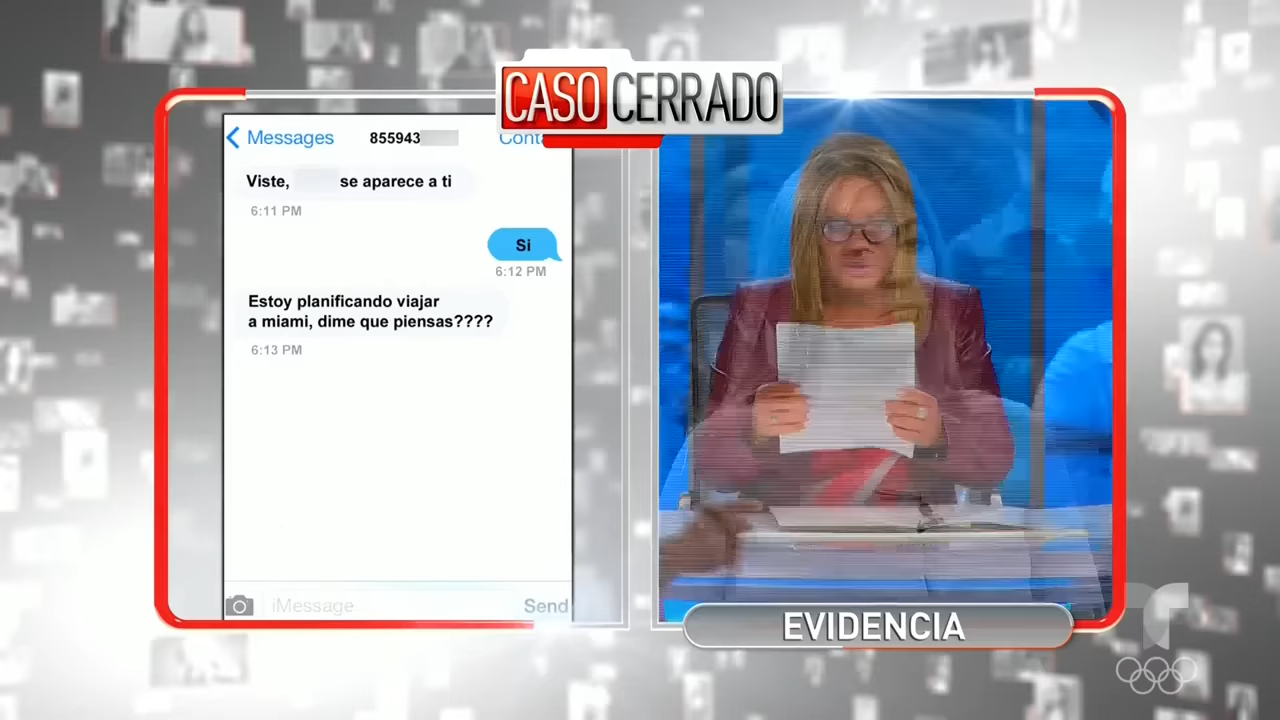 CASO CERRADO
Messages 855943 Conta
Viste, se aparece a ti
6:11 PM
Si
6:12 PM
Estoy planificando viajar
a miami, dime que piensas????
6:13 PM
iMessage Send
EVIDENCIA